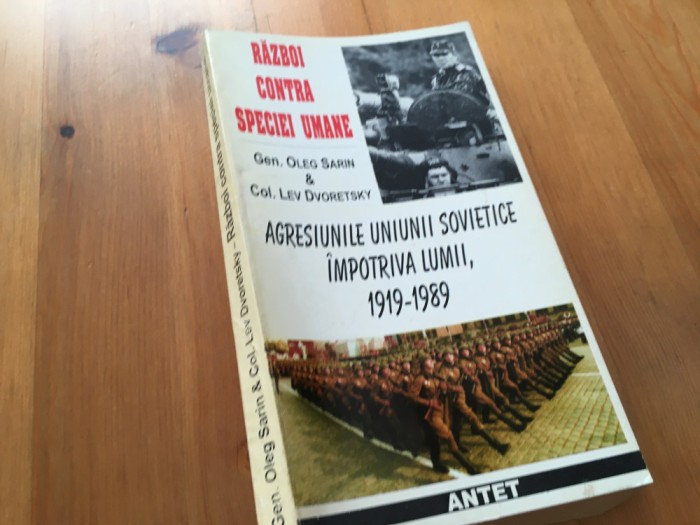 RĂZBOI
CONTRA
SPECIEI UMANE
GEN. OLEG SARIN
&
COL. LEV DVORETSKY
AGRESIUNILE UNIUNII SOVIETICE
ÎMPOTRIVA LUMII,
1919-1989
ANTET
Gen. Oleg Sarin & Col. Lev Dvoretsky - Război contra speciei umane